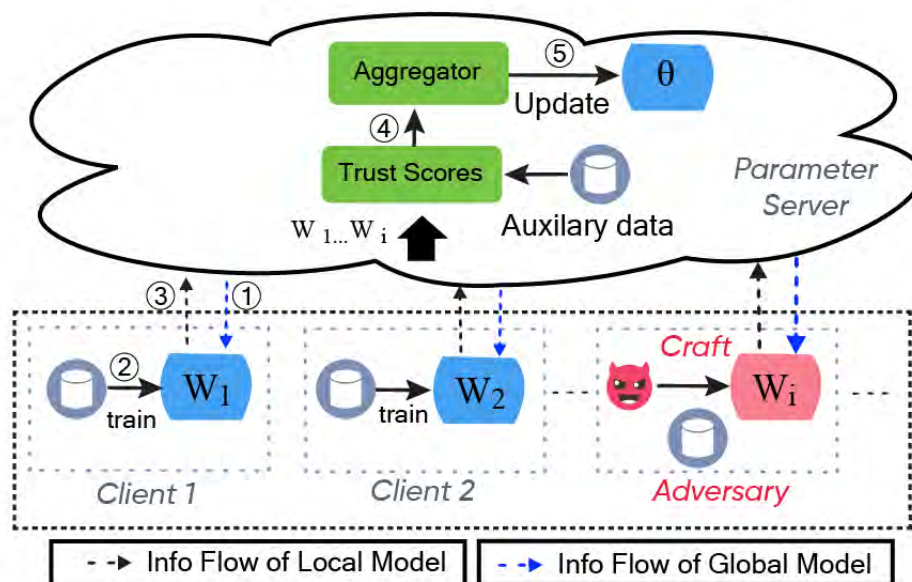 Aggregator
⑤
Update
θ
④
Trust Scores
Auxilary data
Parameter
Server
W 1... W i
③
①
②
train
W1
train
W2
Craft
Wi
Client 1
Client 2
Adversary
Info Flow of Local Model
Info Flow of Global Model